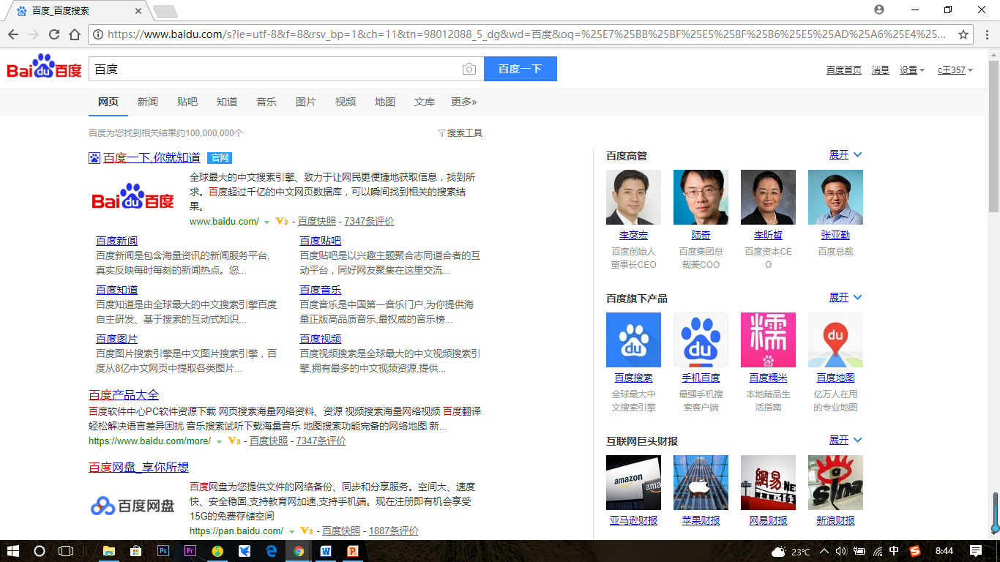 百度_百度搜索
https://www.baidu.com/s?ie=utf-8&f=8&rsv_bp=1&ch=11&tn=98012088_5_dg&wd=百度&oq=%25E7%25BB%25BF%25E5%258F%25B6%25E5%25AD%25A6%25E4%25...
Bai du 百度
百度
百度一下
百度首页 消息 设置 c王357
网页 新闻 贴吧 知道 音乐 图片 视频 地图 文库 更多»
百度为您找到相关结果约100,000,000个
搜索工具
百度一下,你就知道 官网
Bai du 百度
全球最大的中文搜索引擎、致力于让网民更便捷地获取信息，找到所
求。百度超过千亿的中文网页数据库，可以瞬间找到相关的搜索结
果。
www.baidu.com/ V3 - 百度快照 - 7347条评价
百度新闻
百度新闻是包含海量资讯的新闻服务平台,
真实反映每时每刻的新闻热点。您...
百度贴吧
百度贴吧是以兴趣主题聚合志同道合者的互
动平台，同好网友聚集在这里交流...
百度知道
百度知道是由全球最大的中文搜索引擎百度
自主研发、基于搜索的互动式知识...
百度音乐
百度音乐是中国第一音乐门户,为你提供海
量正版高品质音乐,最权威的音乐榜...
百度图片
百度图片搜索引擎是中文图片搜索引擎，百
度从8亿中文网页中提取各类图片...
百度视频
百度视频搜索是全球最大的中文视频搜索引
擎,拥有最多的中文视频资源,提供...
百度产品大全
百度软件中心PC软件资源下载 网页搜索海量网络资料、资源 视频搜索海量网络视频 百度翻译
轻松解决语言差异困扰 音乐搜索试听下载海量音乐 地图搜索功能完备的网络地图 新...
https://www.baidu.com/more/ V3 - 百度快照 - 7347条评价
百度网盘_享你所想
百度网盘
百度网盘为您提供文件的网络备份、同步和分享服务。空间大、速度
快、安全稳固,支持教育网加速,支持手机端。现在注册即有机会享受
15G的免费存储空间
https://pan.baidu.com/ V3 - 百度快照 - 1887条评价
百度高管 展开
李彦宏 陆奇 李昕晢 张亚勤
百度创始人 百度集团总 百度资本CE 百度总裁
董事长CEO 裁兼COO O
百度旗下产品 展开
du du 糯 du
百度搜索 手机百度 百度糯米 百度地图
全球最大中 最强手机搜 本地精品生 亿万人在用
文搜索引擎 索客户端 活指南 的专业地图
互联网巨头财报 展开
amazon
网易 NE
www.163
sina
亚马逊财报 苹果财报 网易财报 新浪财报
Ps Pr W P
23℃ 中 S 8:44